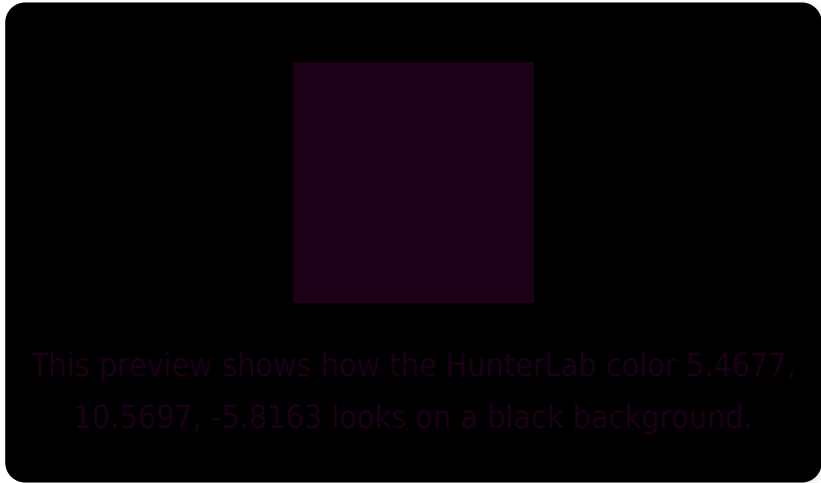 This preview shows how the HunterLab color 5.4677,
10.5697, -5.8163 looks on a black background.